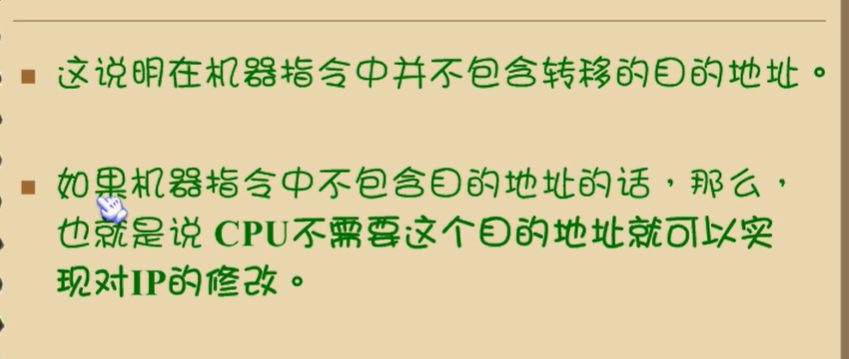 这说明在机器指令中并不包含转移的目的地址。
如果机器指令中不包含目的地址的话，那么，
也就是说 CPU不需要这个目的地址就可以实
现对IP的修改。